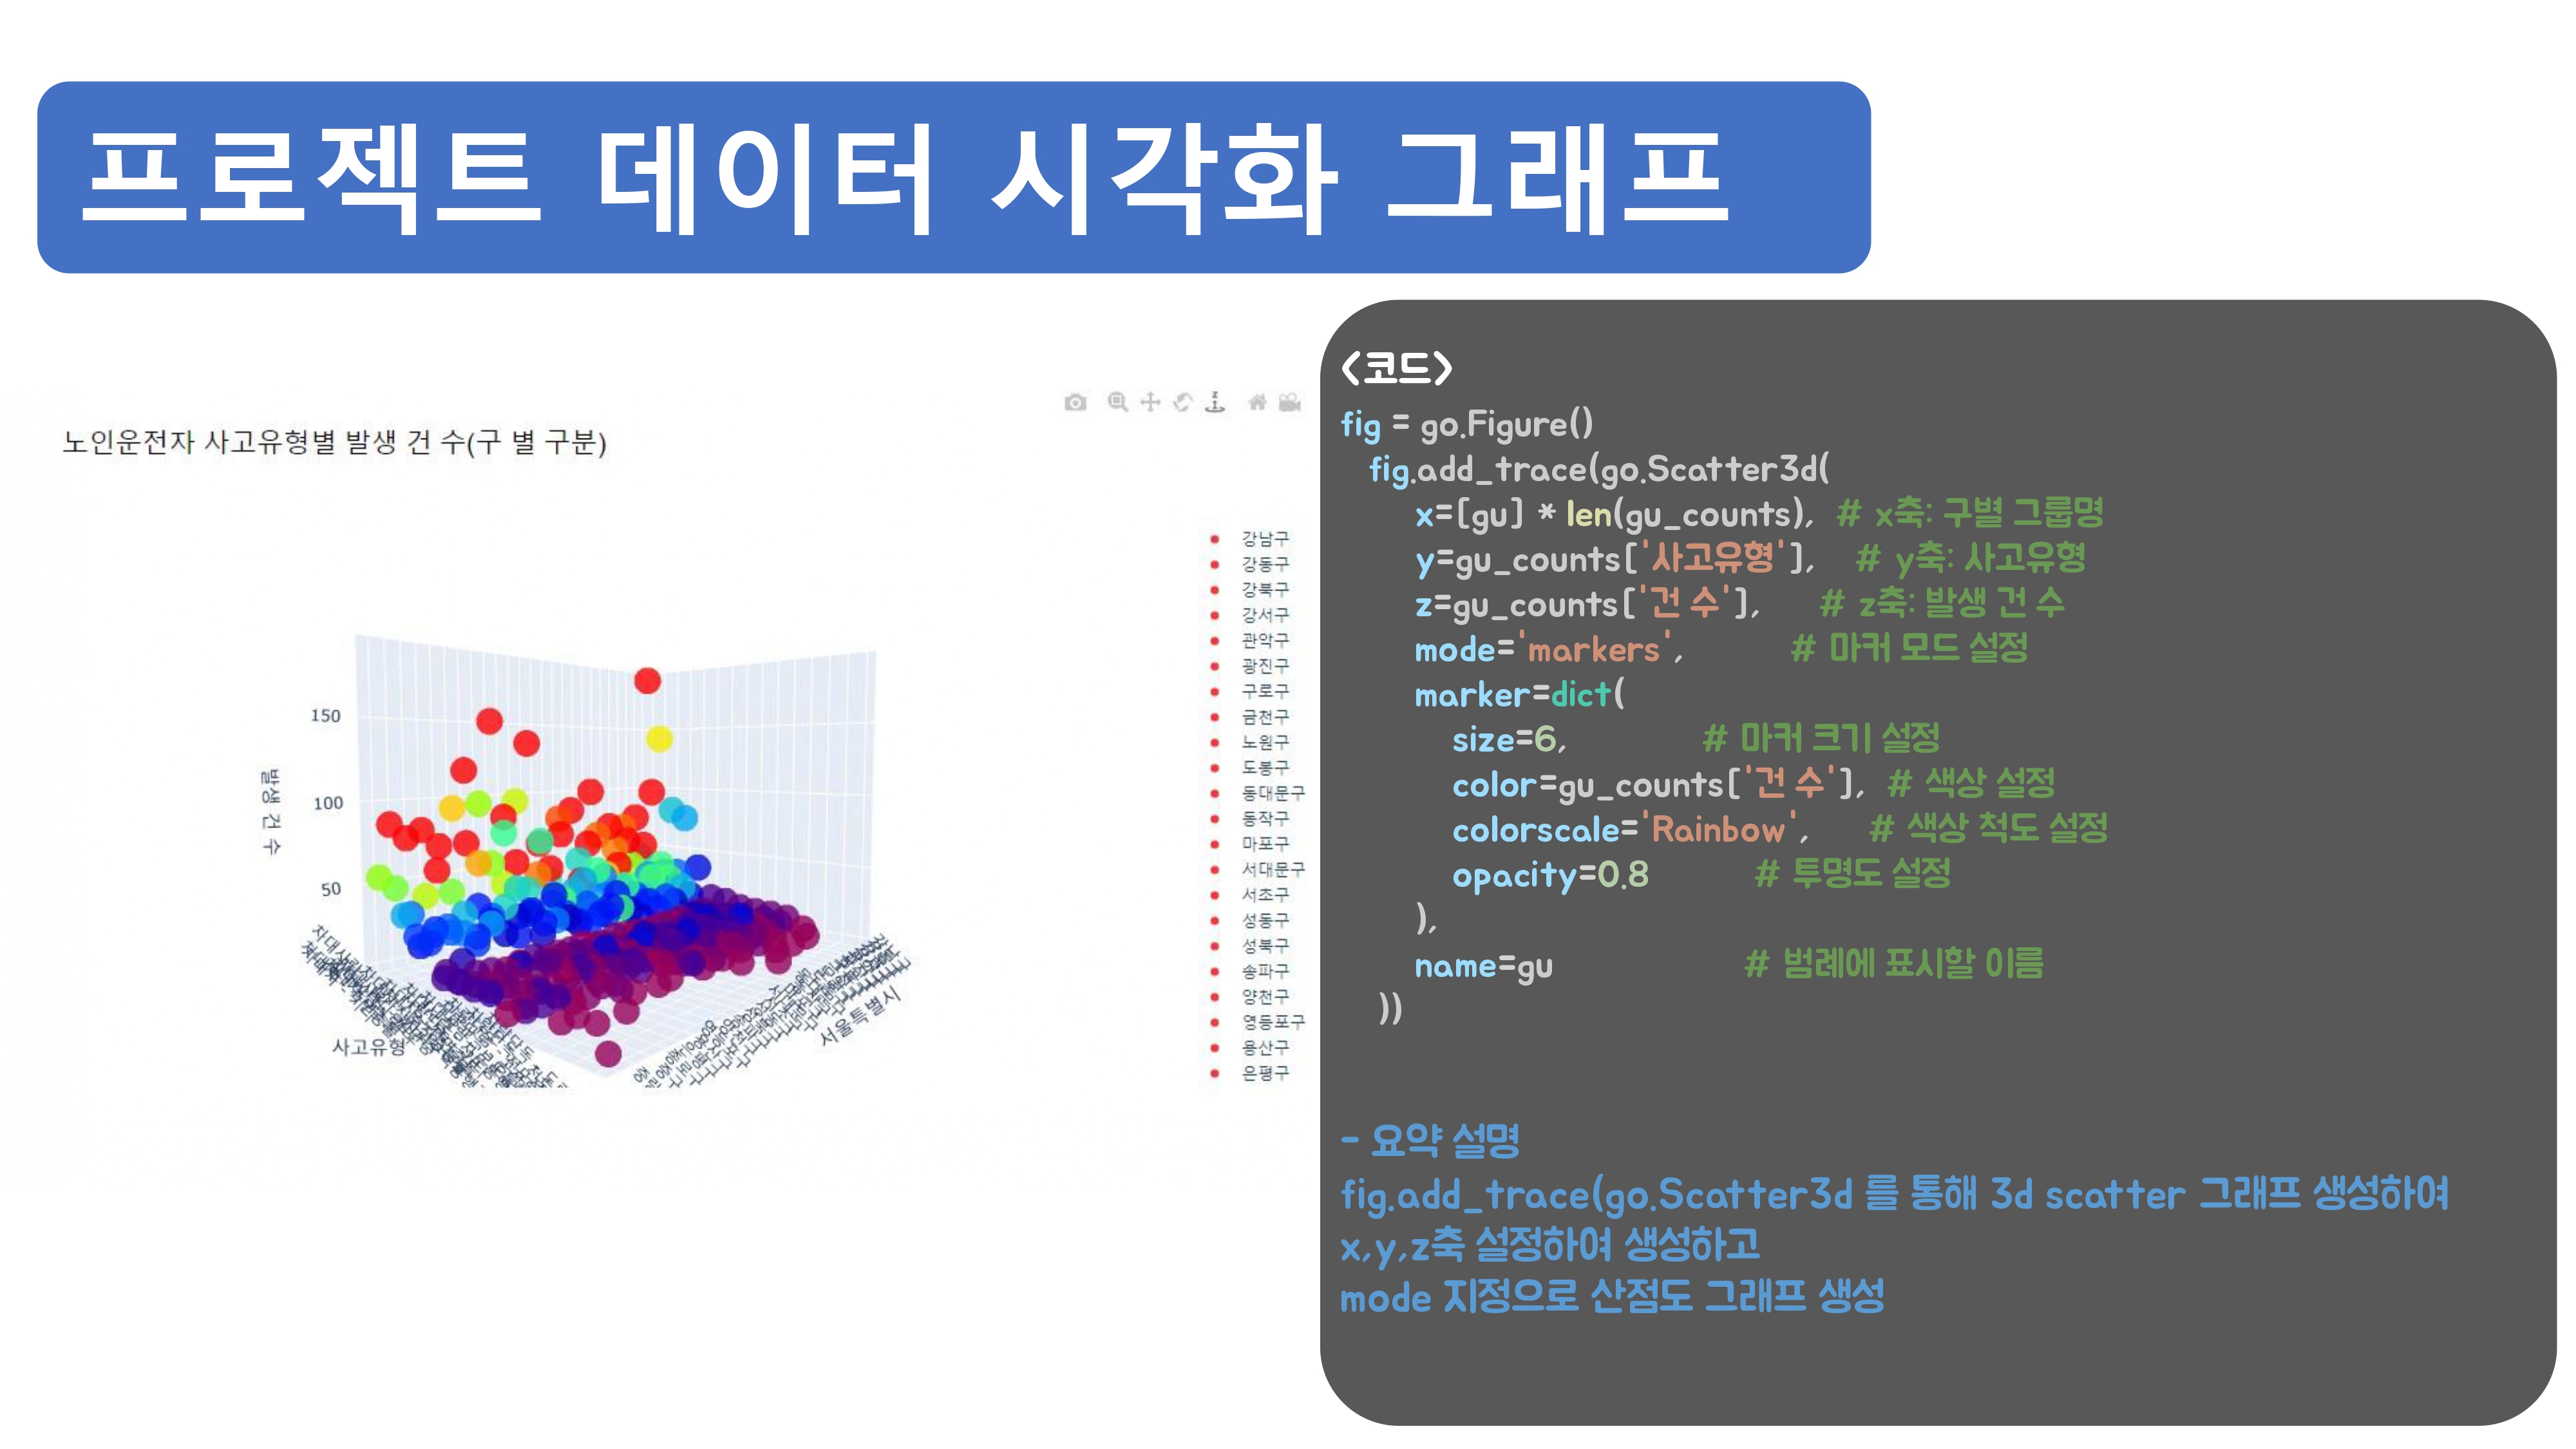 프로젝트 데이터 시각화 그래프
노인운전자 사고유형별 발생 건 수(구 별 구분)
150
100
50
발생 건 수
사고유형
서울특별시
강남구
강동구
강북구
강서구
관악구
광진구
구로구
금천구
노원구
도봉구
동대문구
동작구
마포구
서대문구
서초구
성동구
성북구
송파구
양천구
영등포구
용산구
은평구
<코드>
fig = go.Figure()
fig.add_trace(go.Scatter3d(
x=[gu] * len(gu_counts), # x축: 구별 그룹명
y=gu_counts['사고유형'], # y축: 사고유형
z=gu_counts['건 수'], # z축: 발생 건 수
mode='markers', # 마커 모드 설정
marker=dict(
size=6, # 마커 크기 설정
color=gu_counts['건 수'], # 색상 설정
colorscale='Rainbow', # 색상 척도 설정
opacity=0.8 # 투명도 설정
),
name=gu # 범례에 표시할 이름
))
- 요약 설명
fig.add_trace(go.Scatter3d 를 통해 3d scatter 그래프 생성하여
x,y,z축 설정하여 생성하고
mode 지정으로 산점도 그래프 생성